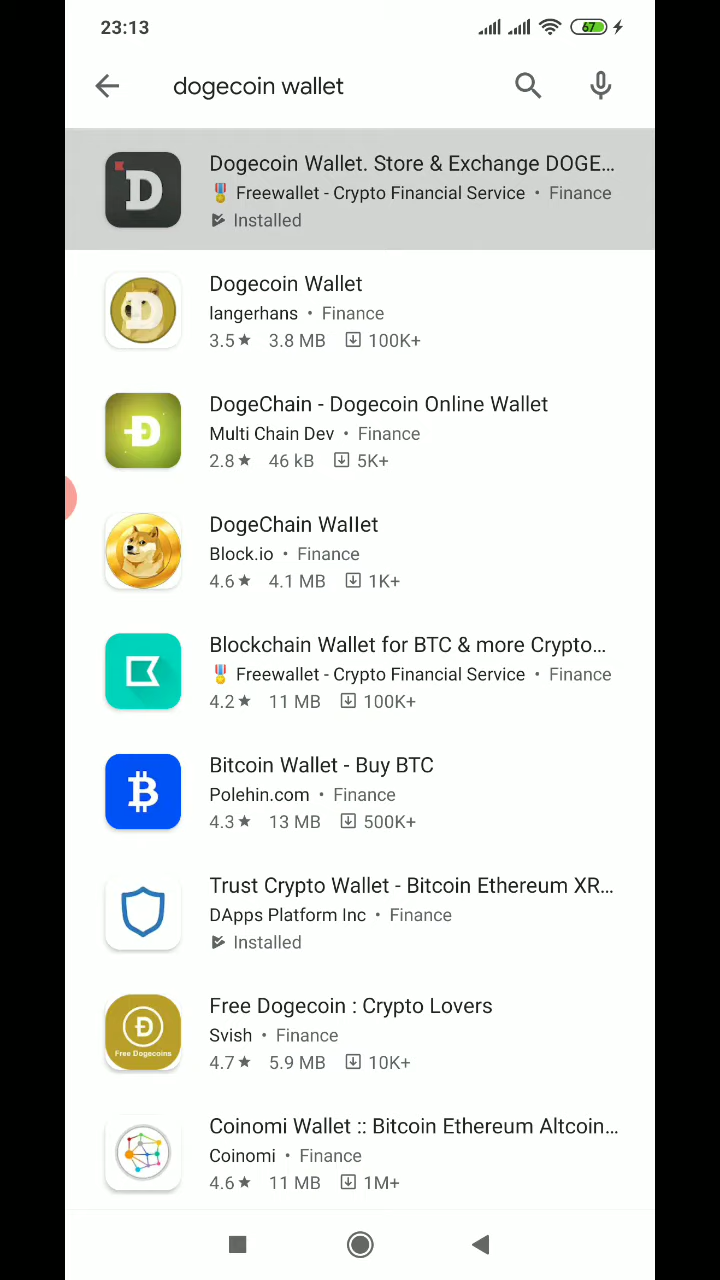 23:13
67
dogecoin wallet
D
Dogecoin Wallet. Store & Exchange DOGE...
Freewallet - Crypto Financial Service • Finance
Installed
D
Dogecoin Wallet
langerhans • Finance
3.5★ 3.8 MB 100K+
DogeChain - Dogecoin Online Wallet
Multi Chain Dev • Finance
2.8★ 46 kB 5K+
DogeChain Wallet
Block.io • Finance
4.6★ 4.1 MB 1K+
Blockchain Wallet for BTC & more Crypto...
Freewallet - Crypto Financial Service • Finance
4.2★ 11 MB 100K+
Bitcoin Wallet - Buy BTC
Polehin.com • Finance
4.3★ 13 MB 500K+
Trust Crypto Wallet - Bitcoin Ethereum XR...
DApps Platform Inc • Finance
Installed
Free Dogecoins
Free Dogecoin : Crypto Lovers
Svish • Finance
4.7★ 5.9 MB 10K+
Coinomi Wallet :: Bitcoin Ethereum Altcoin...
Coinomi • Finance
4.6★ 11 MB 1M+